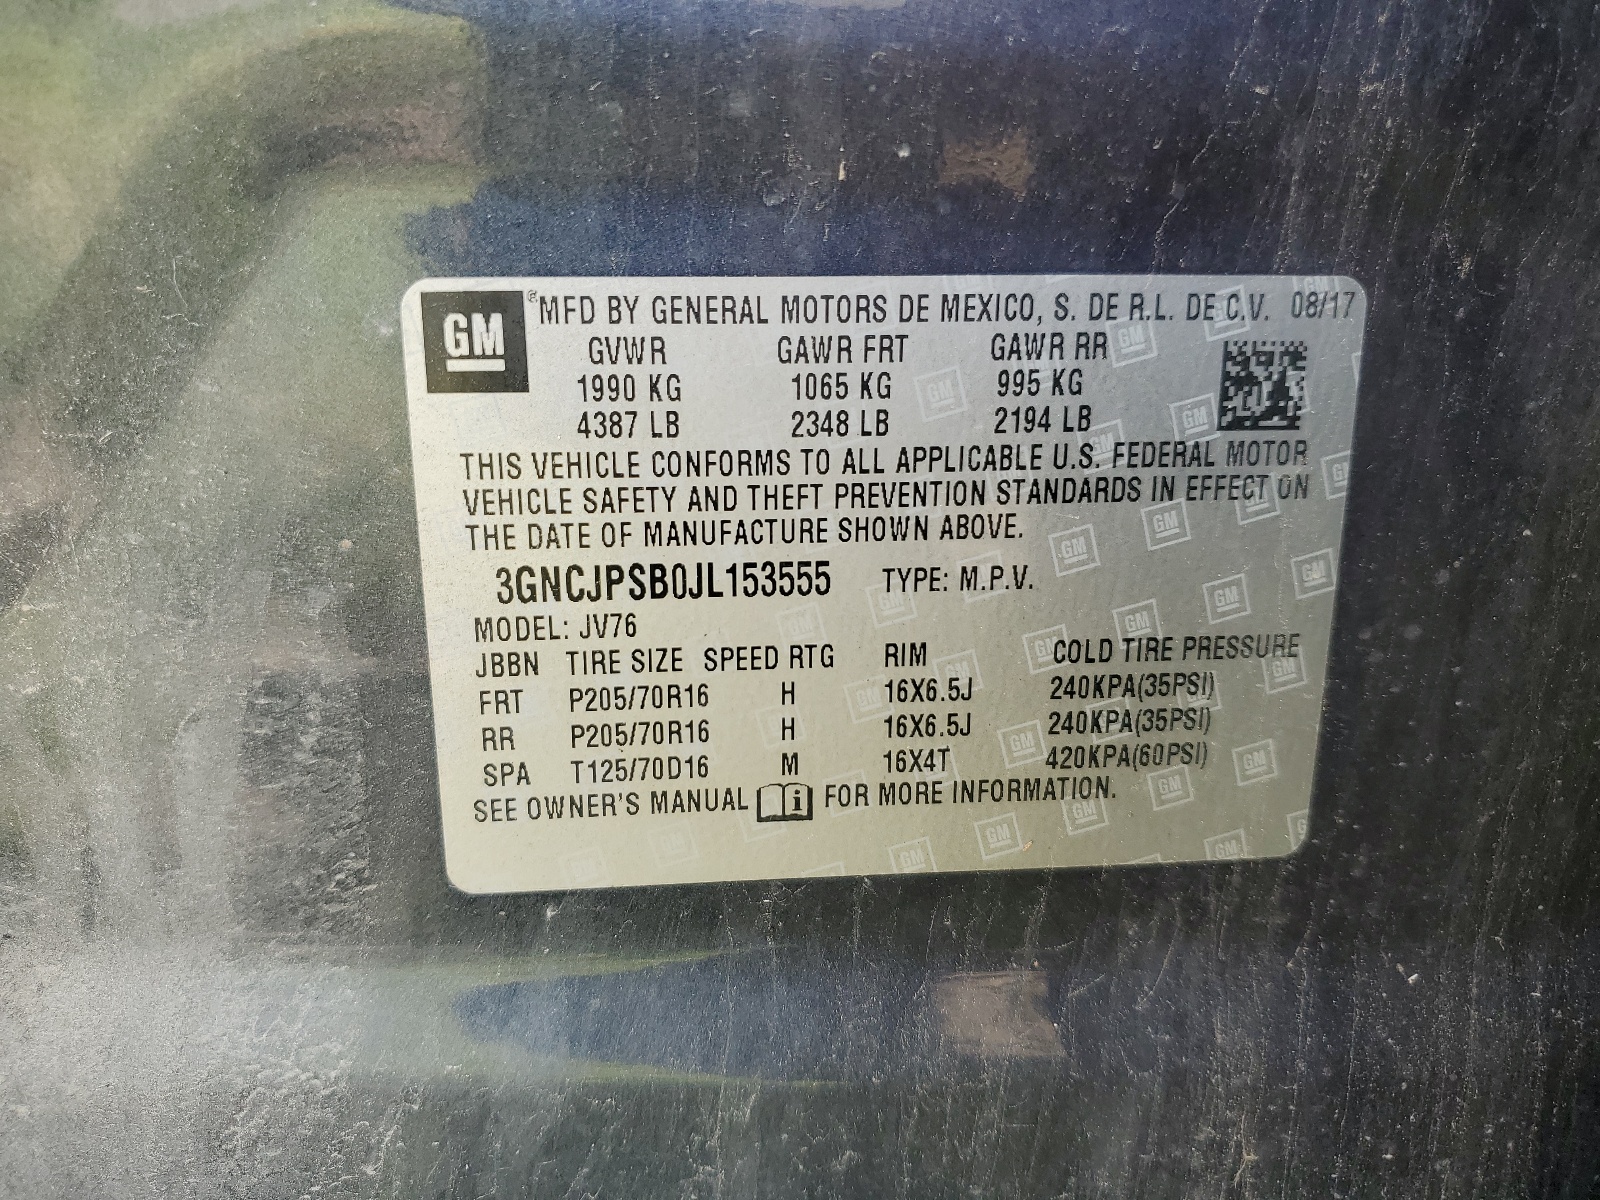 GM ® MFD BY GENERAL MOTORS DE MEXICO, S. DE R.L. DE C.V. 08/17
GVWR GAWR FRT GAWR RR
1990 KG 1065 KG 995 KG
4387 LB 2348 LB 2194 LB
THIS VEHICLE CONFORMS TO ALL APPLICABLE U.S. FEDERAL MOTOR
VEHICLE SAFETY AND THEFT PREVENTION STANDARDS IN EFFECT ON
THE DATE OF MANUFACTURE SHOWN ABOVE.
3GNCJPSB0JL153555 TYPE: M.P.V.
MODEL: JV76
JBBN TIRE SIZE SPEED RTG RIM COLD TIRE PRESSURE
FRT P205/70R16 H 16X6.5J 240KPA(35PSI)
RR P205/70R16 H 16X6.5J 240KPA(35PSI)
SPA T125/70D16 M 16X4T 420KPA(60PSI)
SEE OWNER'S MANUAL i FOR MORE INFORMATION.